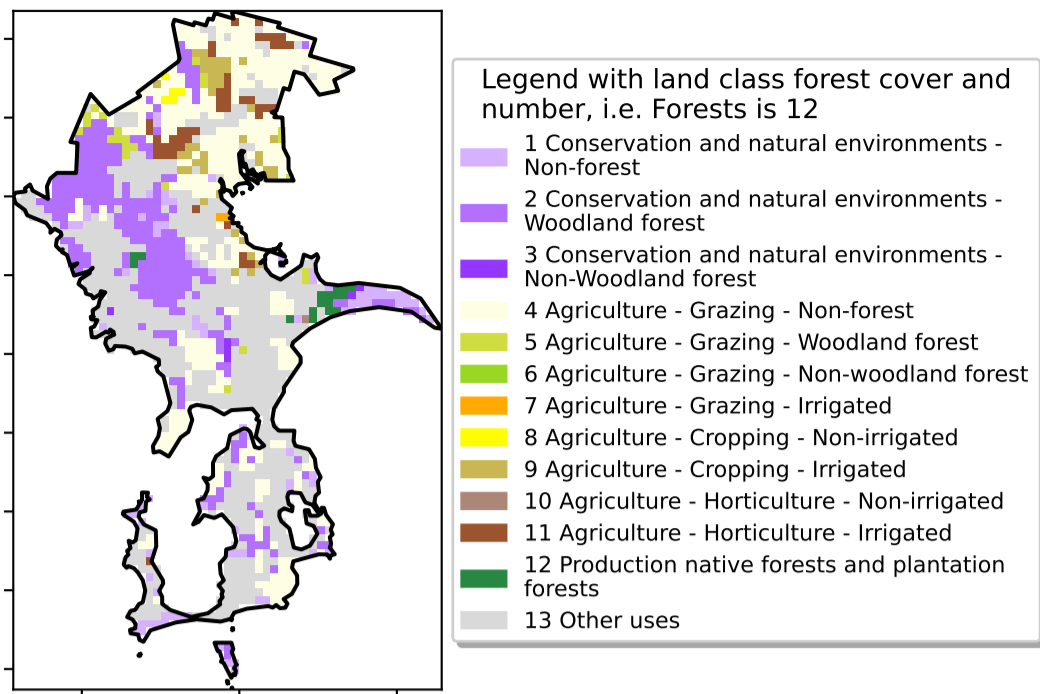 Legend with land class forest cover and
number, i.e. Forests is 12
1 Conservation and natural environments -
Non-forest
2 Conservation and natural environments -
Woodland forest
3 Conservation and natural environments -
Non-Woodland forest
4 Agriculture - Grazing - Non-forest
5 Agriculture - Grazing - Woodland forest
6 Agriculture - Grazing - Non-woodland forest
7 Agriculture - Grazing - Irrigated
8 Agriculture - Cropping - Non-irrigated
9 Agriculture - Cropping - Irrigated
10 Agriculture - Horticulture - Non-irrigated
11 Agriculture - Horticulture - Irrigated
12 Production native forests and plantation
forests
13 Other uses